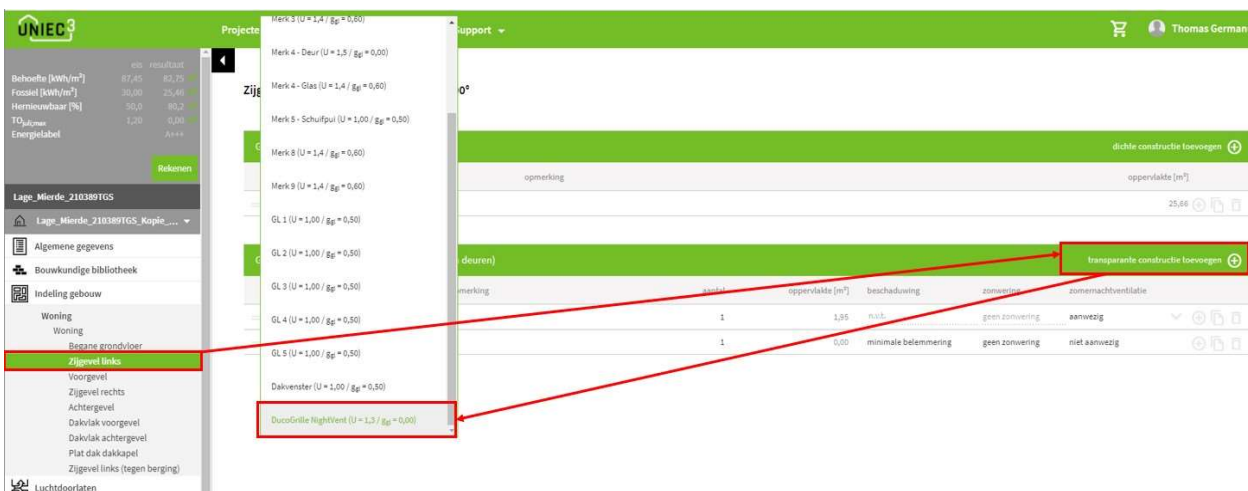 UNIEC3
Projecte
Support
Thomas German
eis resultaat
Behoefte [kWh/m²] 87,45 82,75
Fossiel [kWh/m²] 30,00 25,46
Hernieuwbaar [%] 50,0 80,2
TOjuli;max 1,20 0,00
Energielabel A+++
Rekenen
Lage_Mierde_210389TGS
Lage_Mierde_210389TGS_Kopie_...
Algemene gegevens
Bouwkundige bibliotheek
Indeling gebouw
Woning
Woning
Begane grondvloer
Zijgevel links
Voorgevel
Zijgevel rechts
Achtergevel
Dakvlak voorgevel
Dakvlak achtergevel
Plat dak dakkapel
Zijgevel links (tegen berging)
Luchtdoorlaten
Merk 3 (U = 1,4 / ggl = 0,60)
Merk 4 - Deur (U = 1,5 / ggl = 0,00)
Merk 4 - Glas (U = 1,4 / ggl = 0,60)
Merk 5 - Schuifpui (U = 1,00 / ggl = 0,50)
Merk 8 (U = 1,4 / ggl = 0,60)
Merk 9 (U = 1,4 / ggl = 0,60)
GL 1 (U = 1,00 / ggl = 0,50)
GL 2 (U = 1,00 / ggl = 0,50)
GL 3 (U = 1,00 / ggl = 0,50)
GL 4 (U = 1,00 / ggl = 0,50)
GL 5 (U = 1,00 / ggl = 0,50)
Dakvenster (U = 1,00 / ggl = 0,50)
DucoGrille NightVent (U = 1,3 / ggl = 0,00)
Zijg
0°
G
dichte constructie toevoegen
opmerking oppervlakte [m²]
25,66
G
deuren)
transparante constructie toevoegen
merking aantal oppervlakte [m²] beschaduwing zonwering zomernachtventilatie
1 1,95 n.v.t. geen zonwering aanwezig
1 0,00 minimale belemmering geen zonwering niet aanwezig